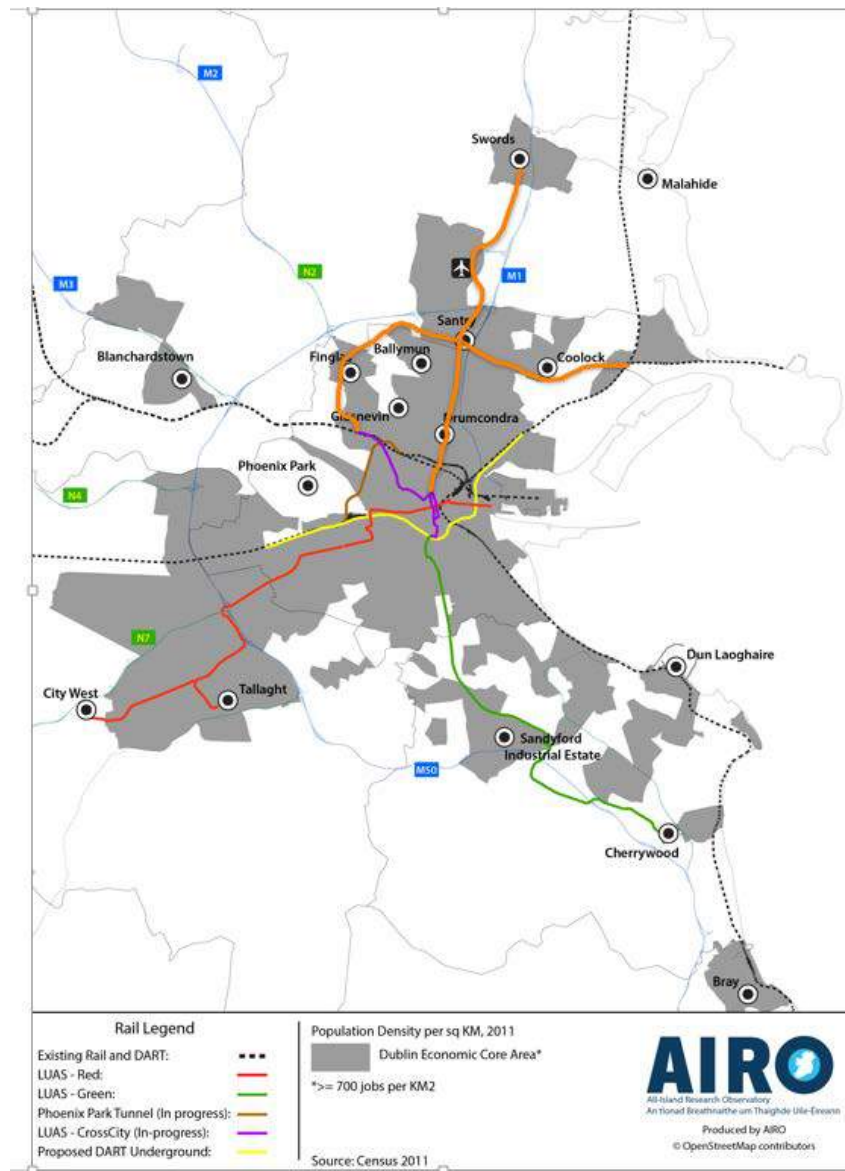 M2
Swords
Malahide
N2
M3
M1
Santry
Blanchardstown
Finglas
Ballymun
Coolock
Glasnevin
Drumcondra
Phoenix Park
N4
N7
Dun Laoghaire
City West
Tallaght
Sandyford
Industrial Estate
M50
Cherrywood
Bray
Rail Legend
Existing Rail and DART:
LUAS - Red:
LUAS - Green:
Phoenix Park Tunnel (In progress):
LUAS - CrossCity (In-progress):
Proposed DART Underground:
Population Density per sq KM, 2011
Dublin Economic Core Area*
*>= 700 jobs per KM2
Source: Census 2011
AIRO
All-Island Research Observatory
An tIonad Breathnaithe um Thaighde Uile-Éireann
Produced by AIRO
© OpenStreetMap contributors